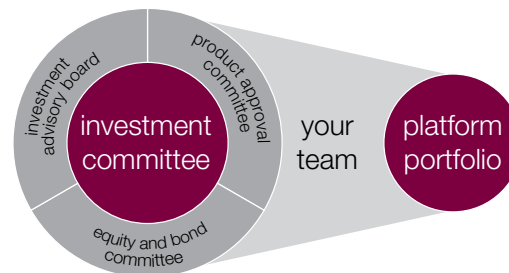 investment
advisory board
product approval
committee
investment
committee
equity and bond
committee
your
team
platform
portfolio